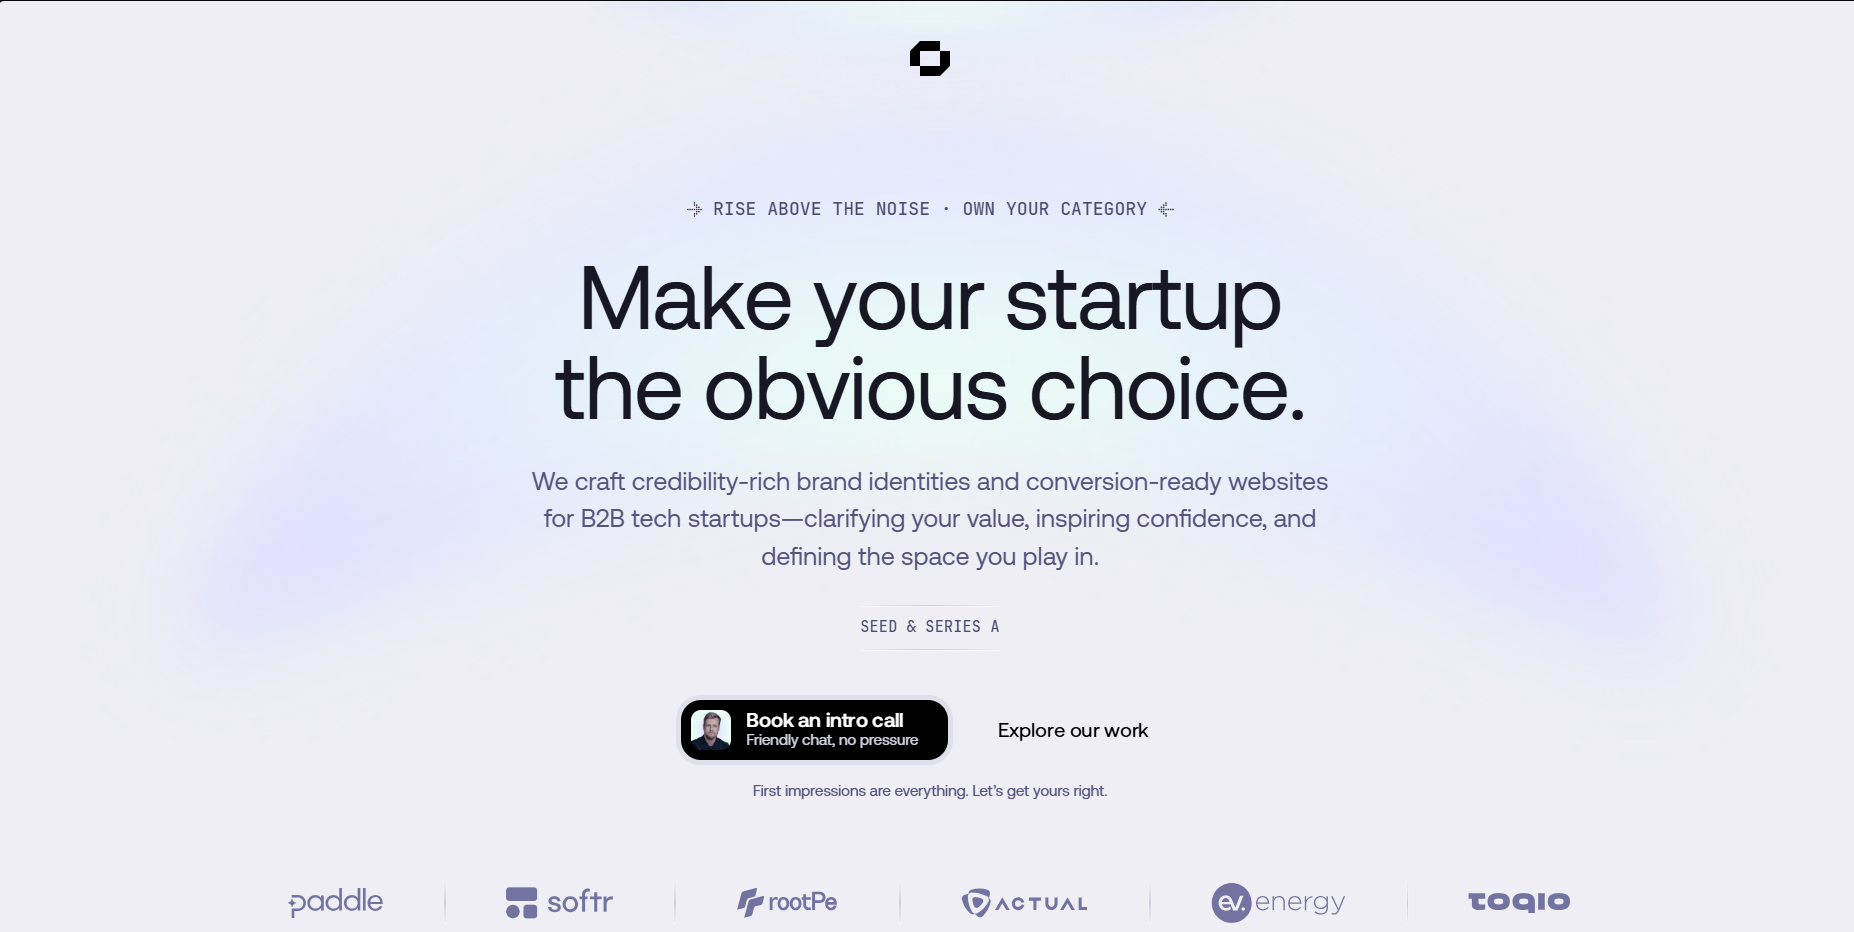 RISE ABOVE THE NOISE · OWN YOUR CATEGORY
Make your startup
the obvious choice.
We craft credibility-rich brand identities and conversion-ready websites
for B2B tech startups—clarifying your value, inspiring confidence, and
defining the space you play in.
SEED & SERIES A
Book an intro call
Friendly chat, no pressure
Explore our work
First impressions are everything. Let’s get yours right.
paddle softr rootPe ACTUAL ev.energy toqio